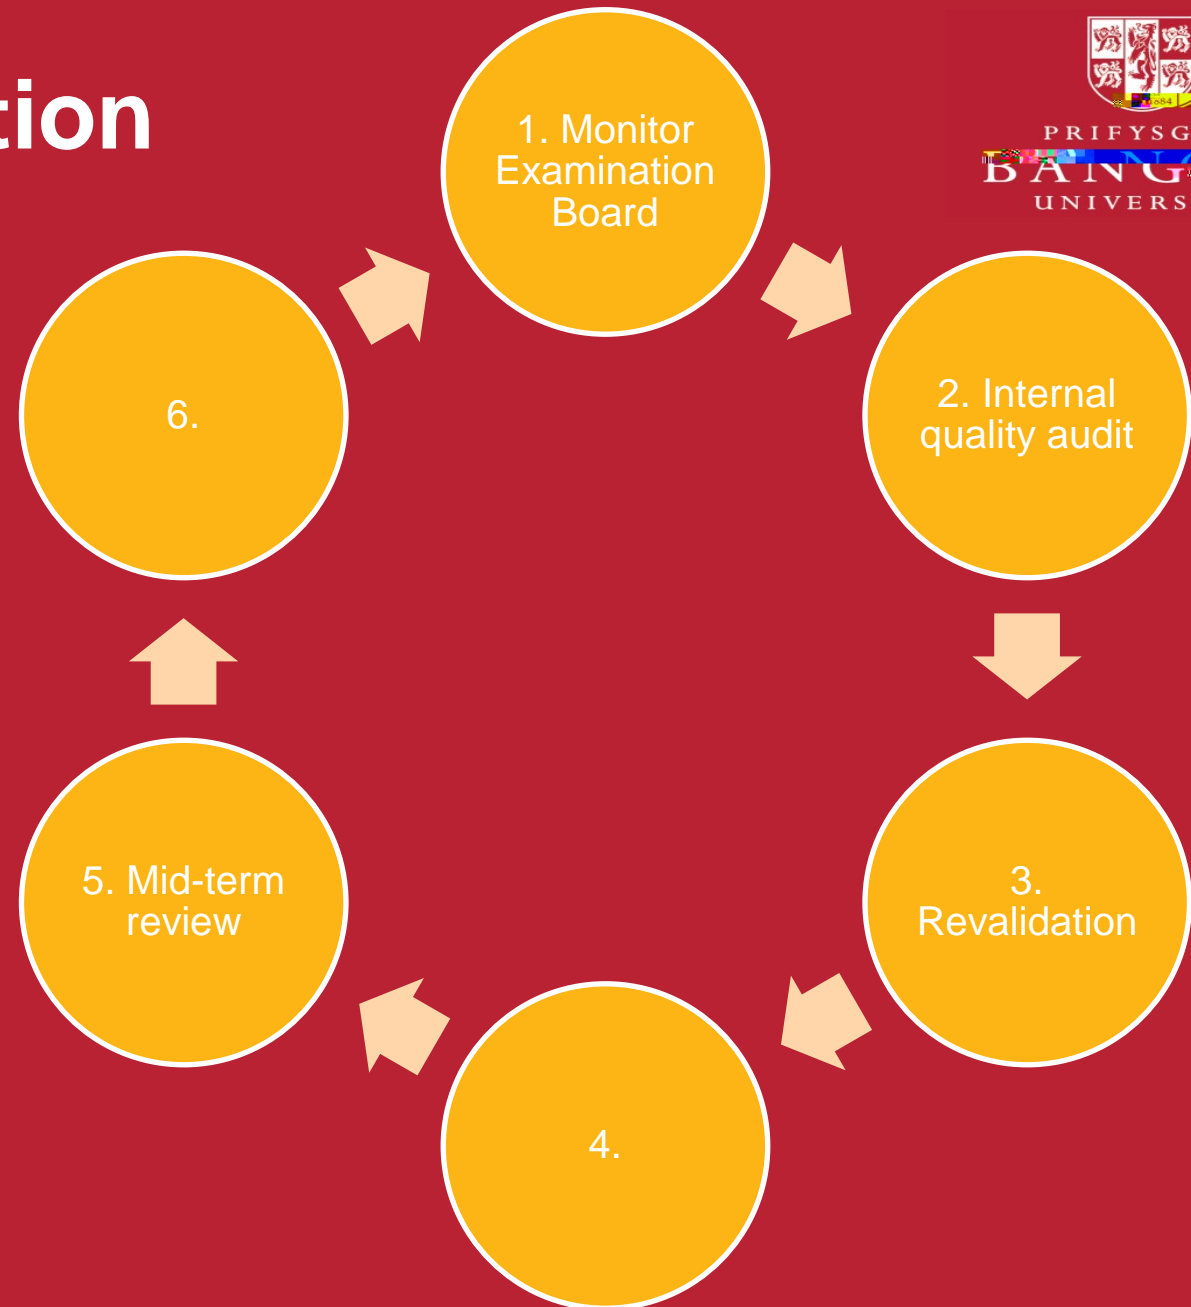 tion
1. Monitor
Examination
Board
PRIFYSG
BANG
UNIVERS
2. Internal
quality audit
3.
Revalidation
4.
5. Mid-term
review
6.